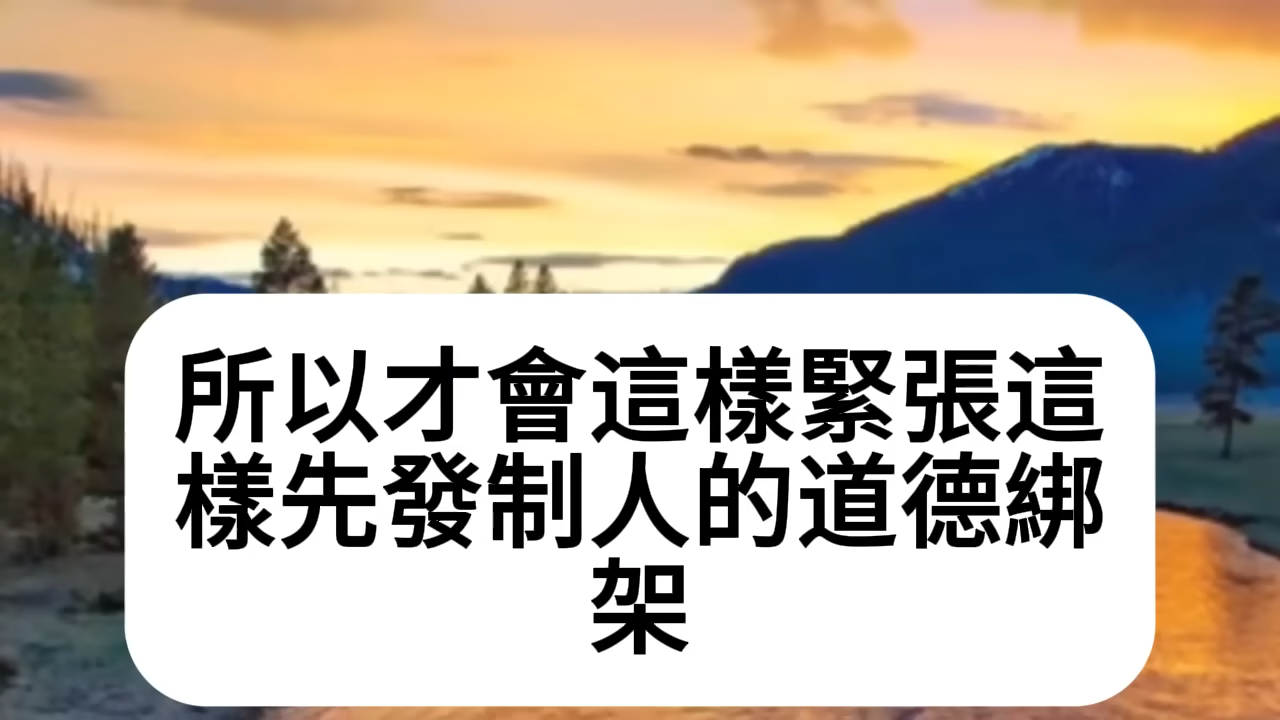 所以才會這樣緊張這
樣先發制人的道德綁
架